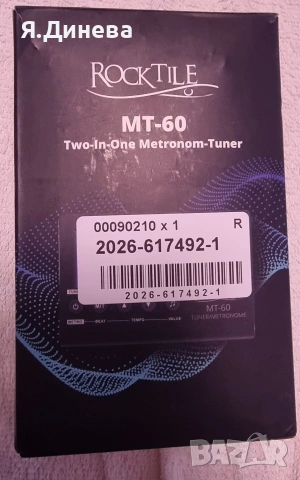 Я.Динева
ROCKTILE
MT-60
Two-In-One Metronom-Tuner
00090210 x 1 R
2026-617492-1
2026-617492-1
M/T
MT-60
BEAT TEMPO VALUE
TUNER/METRONOME
BAZAR